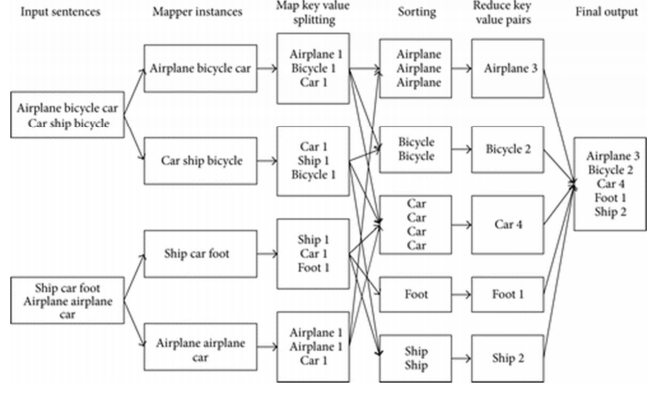 Input sentences
Mapper instances
Map key value
splitting
Sorting
Reduce key
value pairs
Final output
Airplane bicycle car
Car ship bicycle
Ship car foot
Airplane airplane
car
Airplane bicycle car
Car ship bicycle
Ship car foot
Airplane airplane
car
Airplane 1
Bicycle 1
Car 1
Car 1
Ship 1
Bicycle 1
Ship 1
Car 1
Foot 1
Airplane 1
Airplane 1
Car 1
Airplane
Airplane
Airplane
Bicycle
Bicycle
Car
Car
Car
Car
Foot
Ship
Ship
Airplane 3
Bicycle 2
Car 4
Foot 1
Ship 2
Airplane 3
Bicycle 2
Car 4
Foot 1
Ship 2